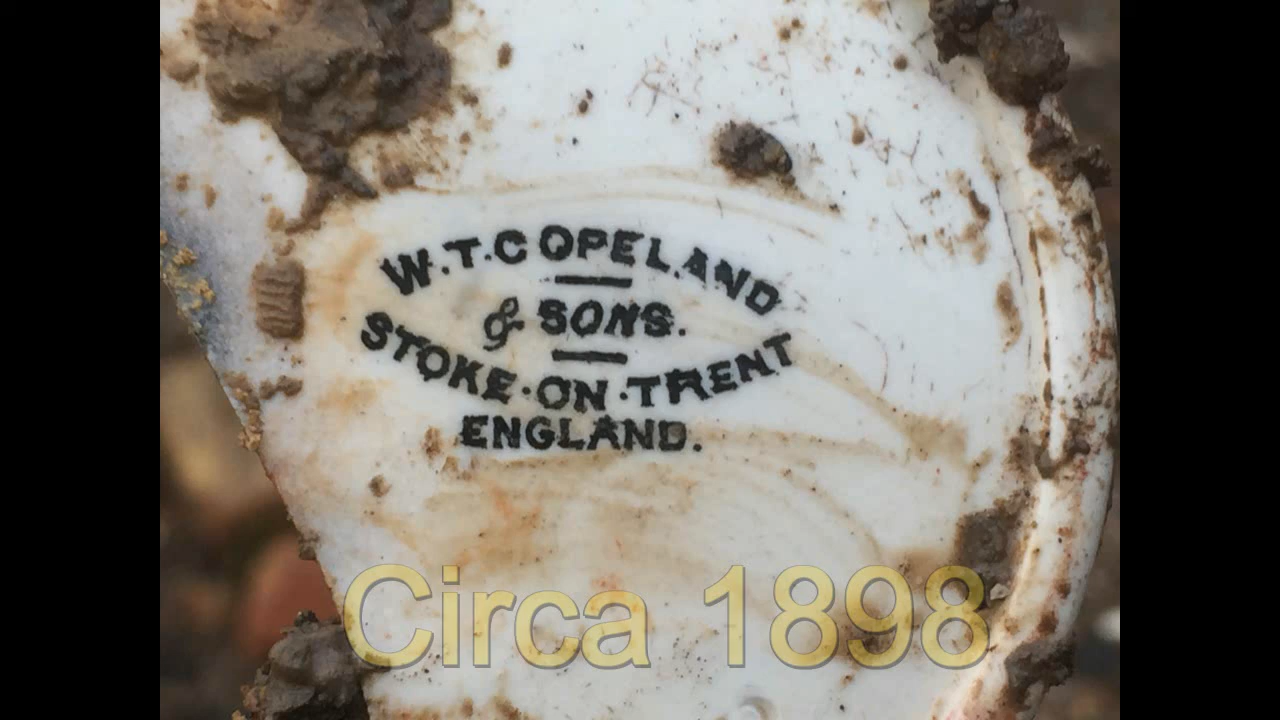 W.T.COPELAND
& SONS.
STOKE·ON·TRENT
ENGLAND.
Circa 1898